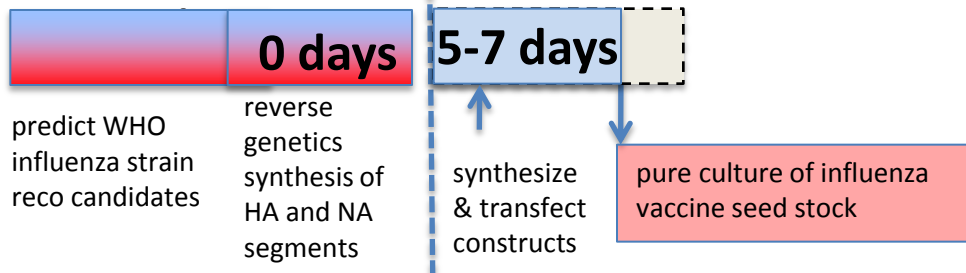 0 days
5-7 days
predict WHO
influenza strain
reco candidates
reverse
genetics
synthesis of
HA and NA
segments
synthesize
& transfect
constructs
pure culture of influenza
vaccine seed stock